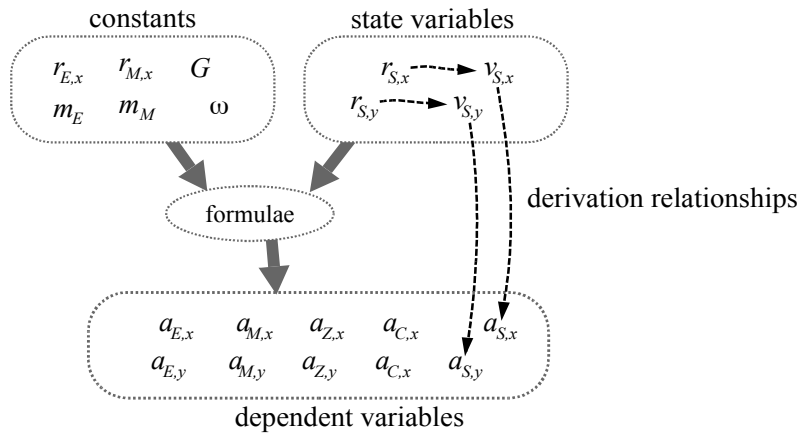 constants state variables
r_{E,x} r_{M,x} G r_{S,x} v_{S,x}
m_E m_M ω r_{S,y} v_{S,y}
derivation relationships
formulae
a_{E,x} a_{M,x} a_{Z,x} a_{C,x} a_{S,x}
a_{E,y} a_{M,y} a_{Z,y} a_{C,x} a_{S,y}
dependent variables